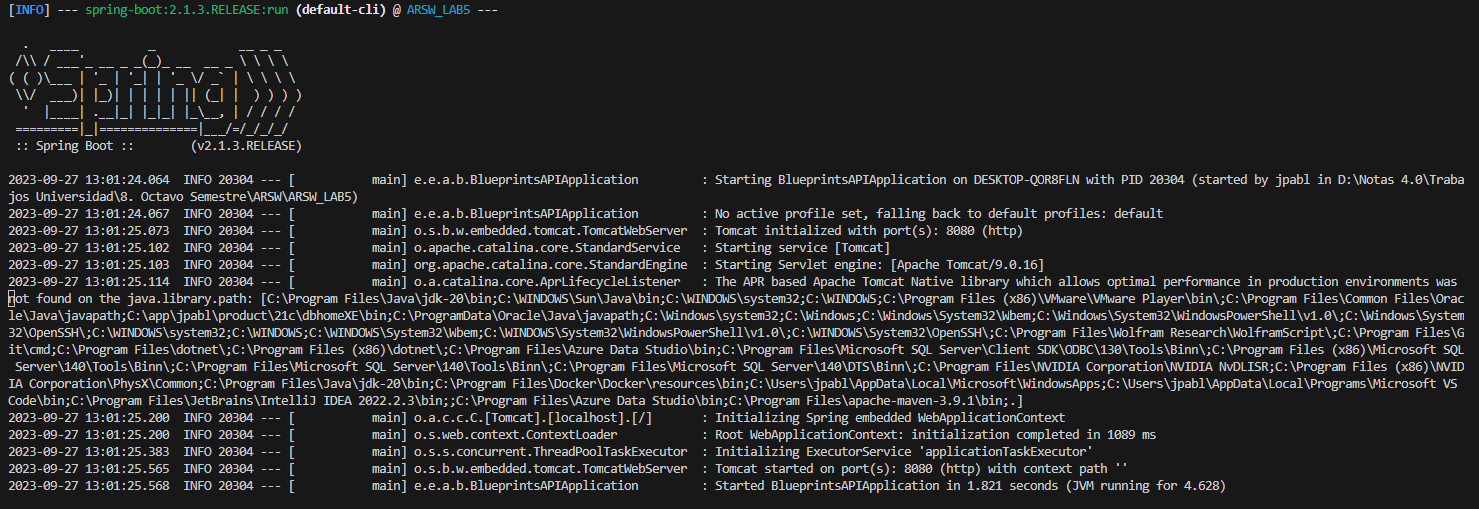 [INFO] --- spring-boot:2.1.3.RELEASE:run (default-cli) @ ARSW_LAB5 ---
  .   ____          _            __ _ _
 /\\ / ___'_ __ _ _(_)_ __  __ _ \ \ \ \
( ( )\___ | '_ | '_| | '_ \/ _` | \ \ \ \
 \\/  ___)| |_)| | | | | || (_| |  ) ) ) )
  '  |____| .__|_| |_|_| |_\__, | / / / /
 =========|_|==============|___/=/_/_/_/
 :: Spring Boot ::        (v2.1.3.RELEASE)
2023-09-27 13:01:24.064  INFO 20304 --- [           main] e.e.a.b.BlueprintsAPIApplication         : Starting BlueprintsAPIApplication on DESKTOP-QOR8FLN with PID 20304 (started by jpabl in D:\Notas 4.0\Traba
jos Universidad\8. Octavo Semestre\ARSW\ARSW_LAB5)
2023-09-27 13:01:24.067  INFO 20304 --- [           main] e.e.a.b.BlueprintsAPIApplication         : No active profile set, falling back to default profiles: default
2023-09-27 13:01:25.073  INFO 20304 --- [           main] o.s.b.w.embedded.tomcat.TomcatWebServer  : Tomcat initialized with port(s): 8080 (http)
2023-09-27 13:01:25.102  INFO 20304 --- [           main] o.apache.catalina.core.StandardService   : Starting service [Tomcat]
2023-09-27 13:01:25.103  INFO 20304 --- [           main] org.apache.catalina.core.StandardEngine  : Starting Servlet engine: [Apache Tomcat/9.0.16]
2023-09-27 13:01:25.114  INFO 20304 --- [           main] o.a.catalina.core.AprLifecycleListener   : The APR based Apache Tomcat Native library which allows optimal performance in production environments was
not found on the java.library.path: [C:\Program Files\Java\jdk-20\bin;C:\WINDOWS\Sun\Java\bin;C:\WINDOWS\system32;C:\WINDOWS;C:\Program Files (x86)\VMware\VMware Player\bin\;C:\Program Files\Common Files\Orac
le\Java\javapath;C:\app\jpabl\product\21c\dbhomeXE\bin;C:\ProgramData\Oracle\Java\javapath;C:\Windows\system32;C:\Windows;C:\Windows\System32\Wbem;C:\Windows\System32\WindowsPowerShell\v1.0\;C:\Windows\System
32\OpenSSH\;C:\WINDOWS\system32;C:\WINDOWS;C:\WINDOWS\System32\Wbem;C:\WINDOWS\System32\WindowsPowerShell\v1.0\;C:\WINDOWS\System32\OpenSSH\;C:\Program Files\Wolfram Research\WolframScript\;C:\Program Files\G
it\cmd;C:\Program Files\dotnet\;C:\Program Files (x86)\dotnet\;C:\Program Files\Azure Data Studio\bin;C:\Program Files\Microsoft SQL Server\Client SDK\ODBC\130\Tools\Binn\;C:\Program Files (x86)\Microsoft SQL
 Server\140\Tools\Binn\;C:\Program Files\Microsoft SQL Server\140\Tools\Binn\;C:\Program Files\Microsoft SQL Server\140\DTS\Binn\;C:\Program Files\NVIDIA Corporation\NVIDIA NvDLISR;C:\Program Files (x86)\NVID
IA Corporation\PhysX\Common;C:\Program Files\Java\jdk-20\bin;C:\Program Files\Docker\Docker\resources\bin;C:\Users\jpabl\AppData\Local\Microsoft\WindowsApps;C:\Users\jpabl\AppData\Local\Programs\Microsoft VS
Code\bin;C:\Program Files\JetBrains\IntelliJ IDEA 2022.2.3\bin;;C:\Program Files\Azure Data Studio\bin;C:\Program Files\apache-maven-3.9.1\bin;.]
2023-09-27 13:01:25.200  INFO 20304 --- [           main] o.a.c.c.C.[Tomcat].[localhost].[/]       : Initializing Spring embedded WebApplicationContext
2023-09-27 13:01:25.200  INFO 20304 --- [           main] o.s.web.context.ContextLoader            : Root WebApplicationContext: initialization completed in 1089 ms
2023-09-27 13:01:25.383  INFO 20304 --- [           main] o.s.s.concurrent.ThreadPoolTaskExecutor  : Initializing ExecutorService 'applicationTaskExecutor'
2023-09-27 13:01:25.565  INFO 20304 --- [           main] o.s.b.w.embedded.tomcat.TomcatWebServer  : Tomcat started on port(s): 8080 (http) with context path ''
2023-09-27 13:01:25.568  INFO 20304 --- [           main] e.e.a.b.BlueprintsAPIApplication         : Started BlueprintsAPIApplication in 1.821 seconds (JVM running for 4.628)